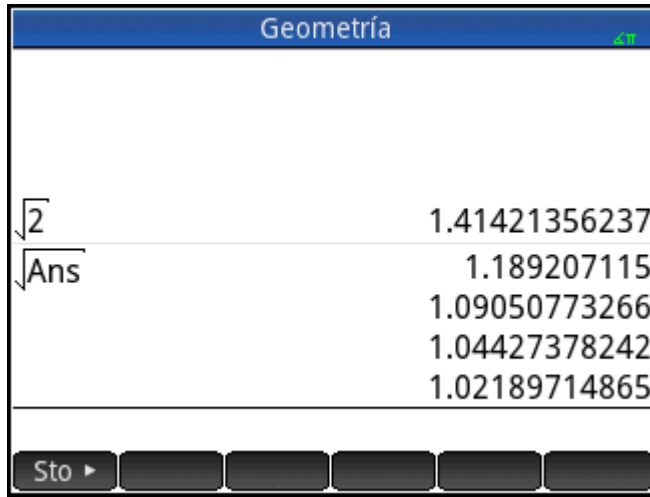 Geometría
∡π
√2
1.41421356237
√Ans
1.189207115
1.09050773266
1.04427378242
1.02189714865
Sto ►